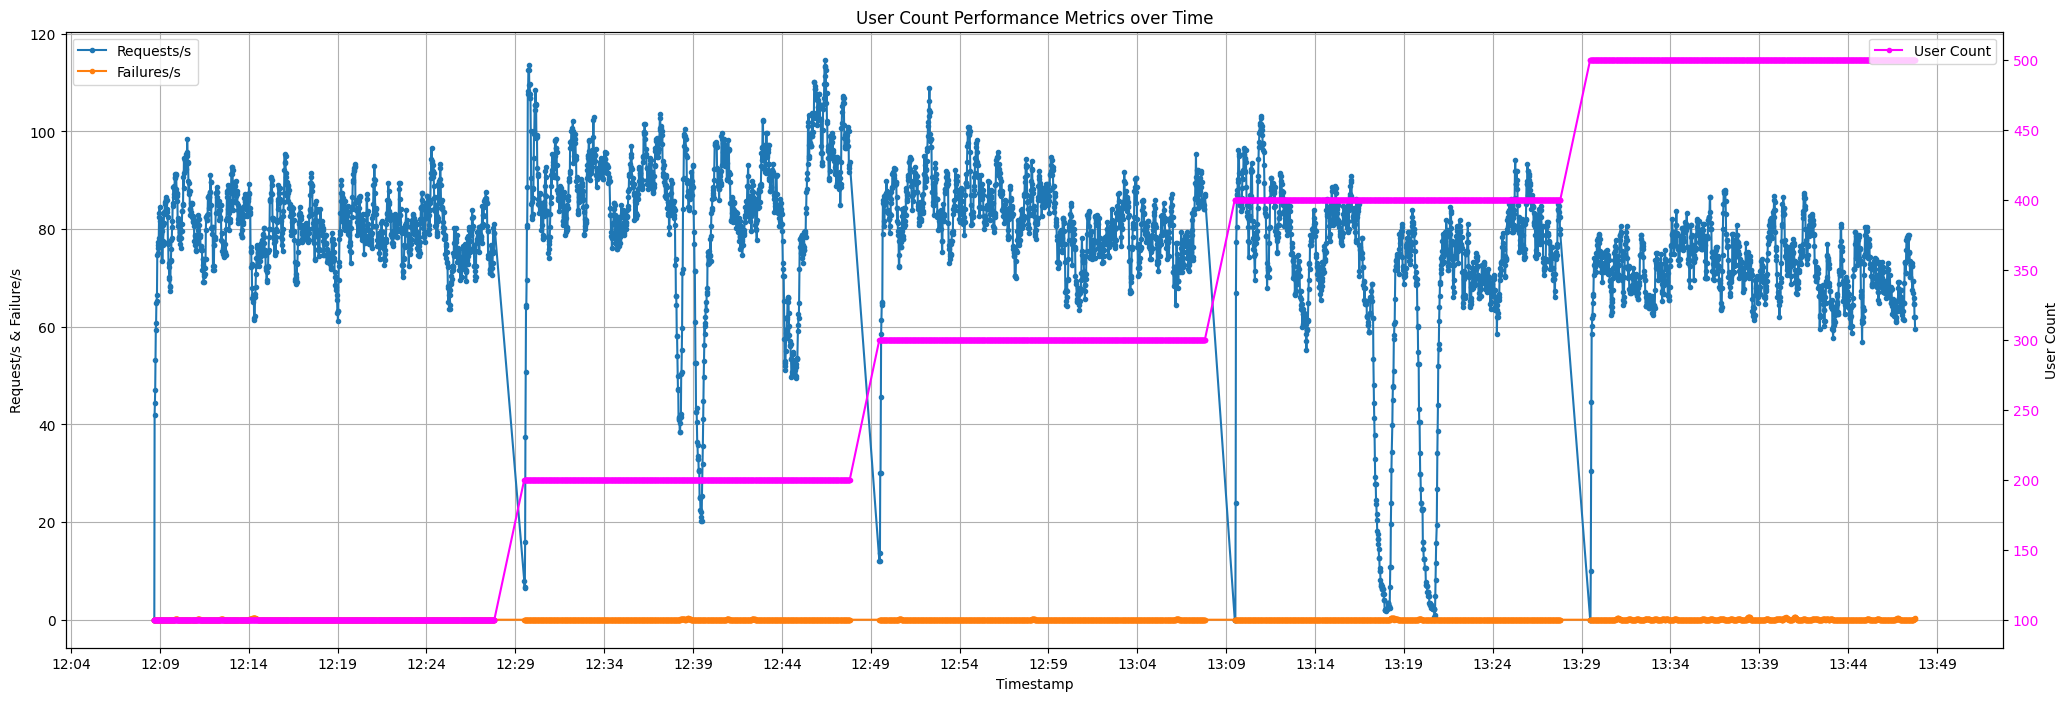 User Count Performance Metrics over Time
Requests/s
Failures/s
User Count
120
100
80
60
40
20
0
Request/s & Failure/s
500
450
400
350
300
250
200
150
100
User Count
12:04 12:09 12:14 12:19 12:24 12:29 12:34 12:39 12:44 12:49 12:54 12:59 13:04 13:09 13:14 13:19 13:24 13:29 13:34 13:39 13:44 13:49
Timestamp